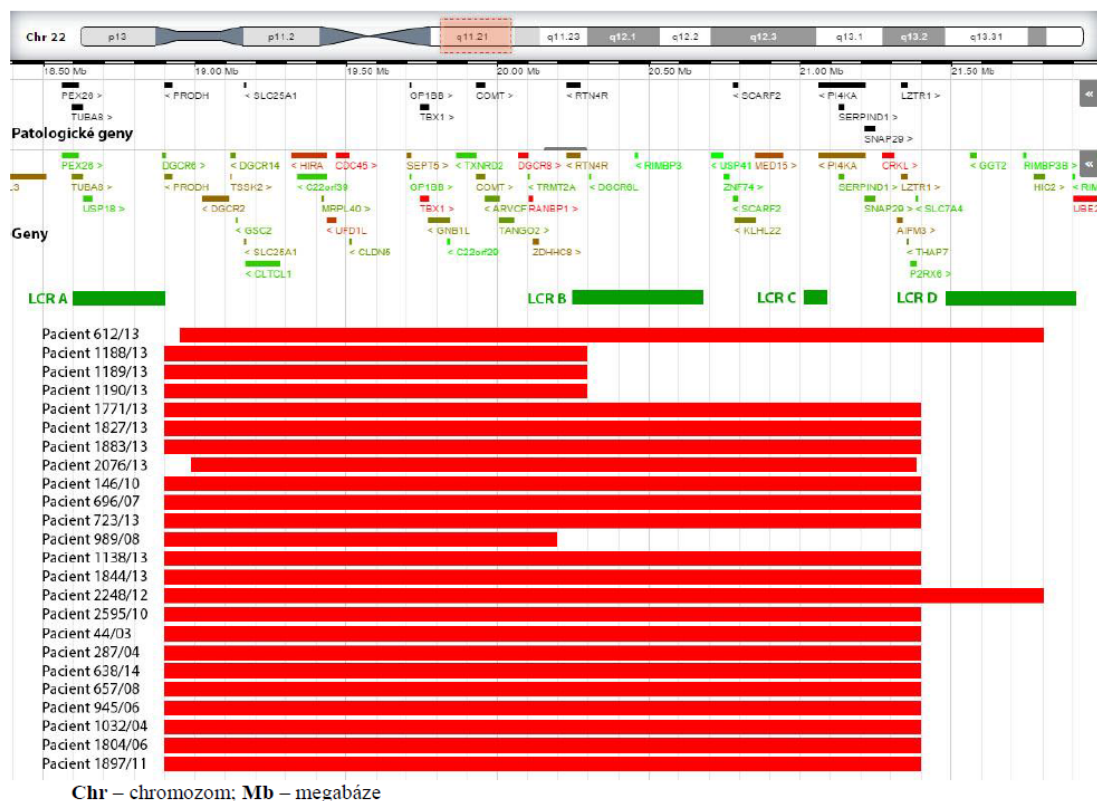 Chr 22 p13 p11.2 q11.21 q11.23 q12.1 q12.2 q12.3 q13.1 q13.2 q13.31
18.50 Mb 19.00 Mb 19.50 Mb 20.00 Mb 20.50 Mb 21.00 Mb 21.50 Mb
PEX26 > < PRODH < SLC25A1 GP1BB > COMT > < RTN4R < SCARF2 < PI4KA LZTR1 >
TUBA8 > TBX1 > SERPIND1 >
SNAP29 >
Patologické geny
PEX26 > DGCR6 > < DGCR14 < HIRA CDC45 > SEPT5 > < TXNRD2 DGCR8 > < RTN4R < RIMBP3 < USP41 MED15 > < PI4KA CRKL > < GGT2 RIMBP3B >
TUBA8 > < PRODH TSSK2 > < C22orf39 GP1BB > COMT > < TRMT2A < DGCR6L ZNF74 > SERPIND1 > LZTR1 > HIC2 > < RIM
USP18 > < DGCR2 MRPL40 > TBX1 > < ARVCF RANBP1 > < SCARF2 SNAP29 > < SLC7A4 UBE2
Geny
< GSC2 < UFD1L < GNB1L TANGO2 > < KLHL22 AIFM3 >
< SLC25A1 < CLDN5 < C22orf29 ZDHHC8 > < THAP7
< CLTCL1 P2RX6 >
LCR A LCR B LCR C LCR D
Pacient 612/13
Pacient 1188/13
Pacient 1189/13
Pacient 1190/13
Pacient 1771/13
Pacient 1827/13
Pacient 1883/13
Pacient 2076/13
Pacient 146/10
Pacient 696/07
Pacient 723/13
Pacient 989/08
Pacient 1138/13
Pacient 1844/13
Pacient 2248/12
Pacient 2595/10
Pacient 44/03
Pacient 287/04
Pacient 638/14
Pacient 657/08
Pacient 945/06
Pacient 1032/04
Pacient 1804/06
Pacient 1897/11
Chr – chromozom; Mb – megabáze